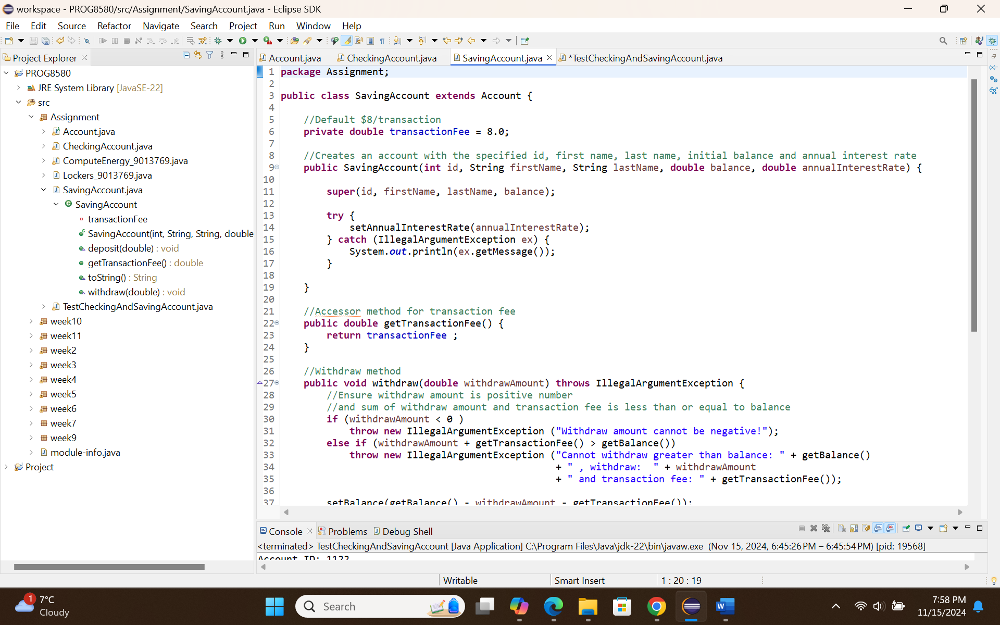 workspace - PROG8580/src/Assignment/SavingAccount.java - Eclipse SDK
File Edit Source Refactor Navigate Search Project Run Window Help
Project Explorer
PROG8580
JRE System Library [JavaSE-22]
src
Assignment
Account.java
CheckingAccount.java
ComputeEnergy_9013769.java
Lockers_9013769.java
SavingAccount.java
SavingAccount
transactionFee
SavingAccount(int, String, String, double
deposit(double) : void
getTransactionFee() : double
toString() : String
withdraw(double) : void
TestCheckingAndSavingAccount.java
week10
week11
week2
week3
week4
week5
week6
week7
week9
module-info.java
Project
Account.java CheckingAccount.java SavingAccount.java *TestCheckingAndSavingAccount.java
1 package Assignment;
2
3 public class SavingAccount extends Account {
4
5 //Default $8/transaction
6 private double transactionFee = 8.0;
7
8 //Creates an account with the specified id, first name, last name, initial balance and annual interest rate
9 public SavingAccount(int id, String firstName, String lastName, double balance, double annualInterestRate) {
10
11 super(id, firstName, lastName, balance);
12
13 try {
14 setAnnualInterestRate(annualInterestRate);
15 } catch (IllegalArgumentException ex) {
16 System.out.println(ex.getMessage());
17 }
18
19 }
20
21 //Accessor method for transaction fee
22 public double getTransactionFee() {
23 return transactionFee ;
24 }
25
26 //Withdraw method
27 public void withdraw(double withdrawAmount) throws IllegalArgumentException {
28 //Ensure withdraw amount is positive number
29 //and sum of withdraw amount and transaction fee is less than or equal to balance
30 if (withdrawAmount < 0 )
31 throw new IllegalArgumentException ("Withdraw amount cannot be negative!");
32 else if (withdrawAmount + getTransactionFee() > getBalance())
33 throw new IllegalArgumentException ("Cannot withdraw greater than balance: " + getBalance()
34 + " , withdraw:  " + withdrawAmount
35 + " and transaction fee: " + getTransactionFee());
36
37 setBalance(getBalance() - withdrawAmount - getTransactionFee());
Console Problems Debug Shell
<terminated> TestCheckingAndSavingAccount [Java Application] C:\Program Files\Java\jdk-22\bin\javaw.exe (Nov 15, 2024, 6:45:26 PM – 6:45:54 PM) [pid: 19568]
Account ID: 1122
Writable Smart Insert 1 : 20 : 19
1
7°C
Cloudy
Search
7:58 PM
11/15/2024